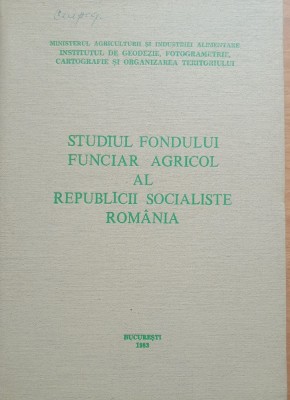 MINISTERUL AGRICULTURII ȘI INDUSTRIEI ALIMENTARE
INSTITUTUL DE GEODEZIE, FOTOGRAMETRIE,
CARTOGRAFIE ȘI ORGANIZAREA TERITORIULUI
STUDIUL FONDULUI
FUNCIAR AGRICOL
AL
REPUBLICII SOCIALISTE
ROMÂNIA
BUCUREȘTI